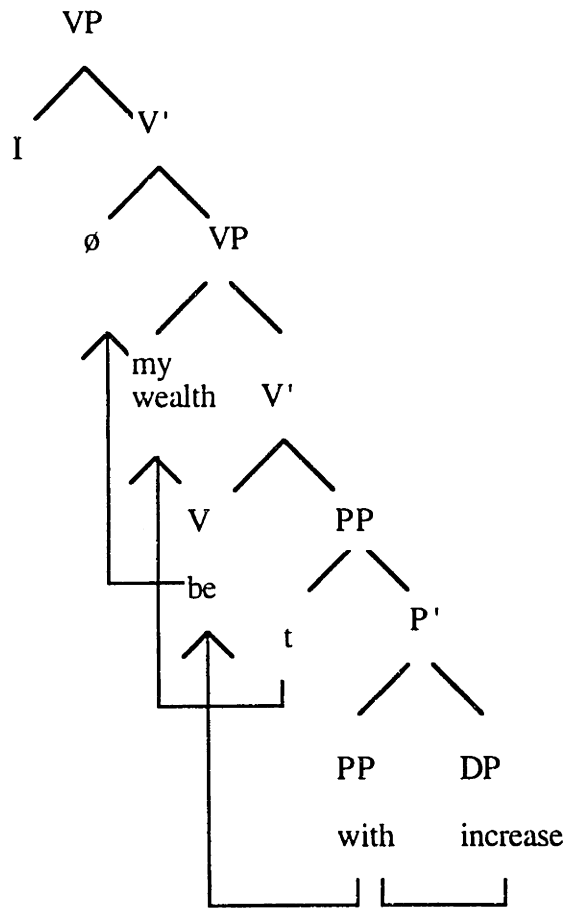 VP
I V'
ø VP
my
wealth V'
V PP
be P'
t
PP DP
with increase